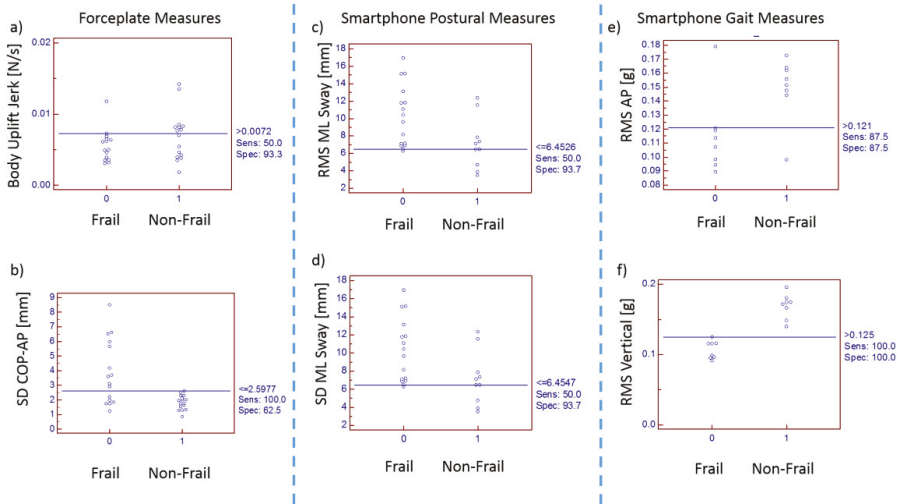 Forceplate Measures
Smartphone Postural Measures
Smartphone Gait Measures
a)
Body Uplift Jerk [N/s]
0.02
0.01
0.00
0
1
>0.0072
Sens: 50.0
Spec: 93.3
Frail
Non-Frail
b)
SD COP-AP [mm]
9
8
7
6
5
4
3
2
1
0
0
1
<=2.5977
Sens: 100.0
Spec: 62.5
Frail
Non-Frail
c)
RMS ML Sway [mm]
18
16
14
12
10
8
6
4
2
0
1
<=6.4526
Sens: 50.0
Spec: 93.7
Frail
Non-Frail
d)
SD ML Sway [mm]
18
16
14
12
10
8
6
4
2
0
1
<=6.4547
Sens: 50.0
Spec: 93.7
Frail
Non-Frail
e)
RMS AP [g]
0.18
0.17
0.16
0.15
0.14
0.13
0.12
0.11
0.10
0.09
0.08
0
1
>0.121
Sens: 87.5
Spec: 87.5
Frail
Non-Frail
f)
RMS Vertical [g]
0.2
0.1
0.0
0
1
>0.125
Sens: 100.0
Spec: 100.0
Frail
Non-Frail